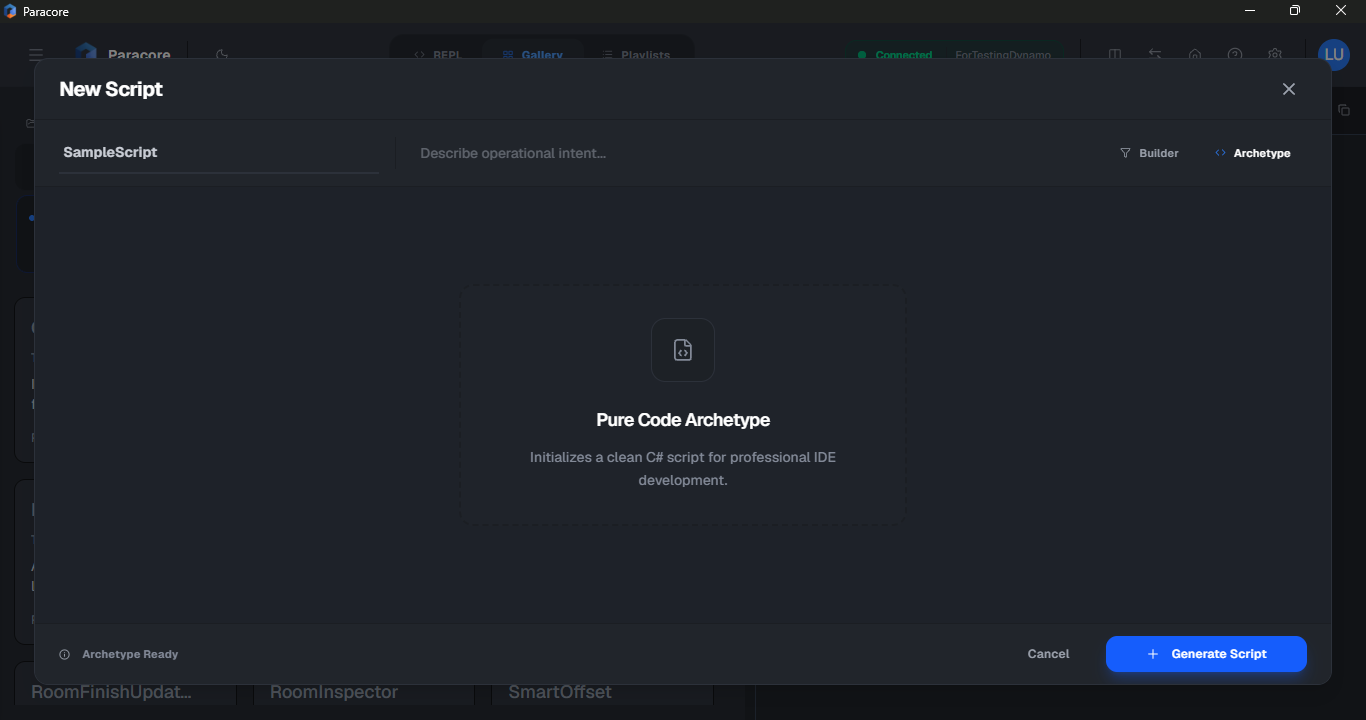 Paracore
Paracore
REPL
Gallery
Playlists
Connected
ForTestingDynamo
LU
New Script
SampleScript
Describe operational intent...
Builder
Archetype
Pure Code Archetype
Initializes a clean C# script for professional IDE
development.
Archetype Ready
Cancel
Generate Script
RoomFinishUpdat...
RoomInspector
SmartOffset